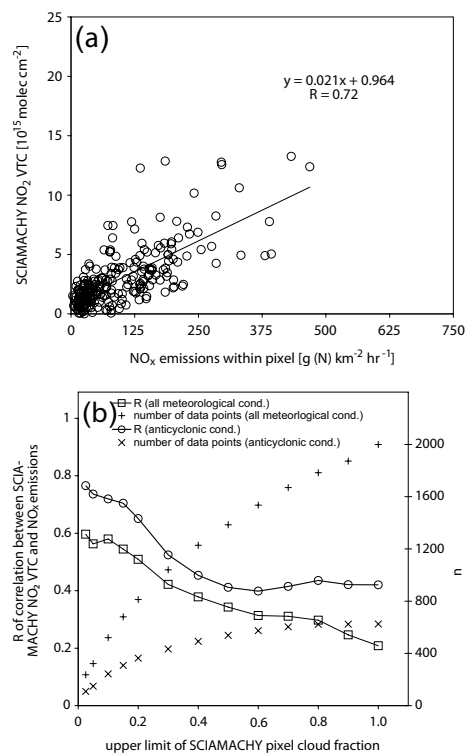 (a)
25
20
15
10
5
0
SCIAMACHY NO2 VTC [10^15 molec cm^-2]
y = 0.021x + 0.964
R = 0.72
0 125 250 375 500 625 750
NOx emissions within pixel [g (N) km^-2 hr^-1]
(b)
R (all meteorological cond.)
number of data points (all meterological cond.)
R (anticyclonic cond.)
number of data points (anticyclonic cond.)
1
0.8
0.6
0.4
0.2
0
R of correlation between SCIA-
MACHY NO2 VTC and NOx emissions
2000
1600
1200
800
400
0
n
0.0 0.2 0.4 0.6 0.8 1.0
upper limit of SCIAMACHY pixel cloud fraction